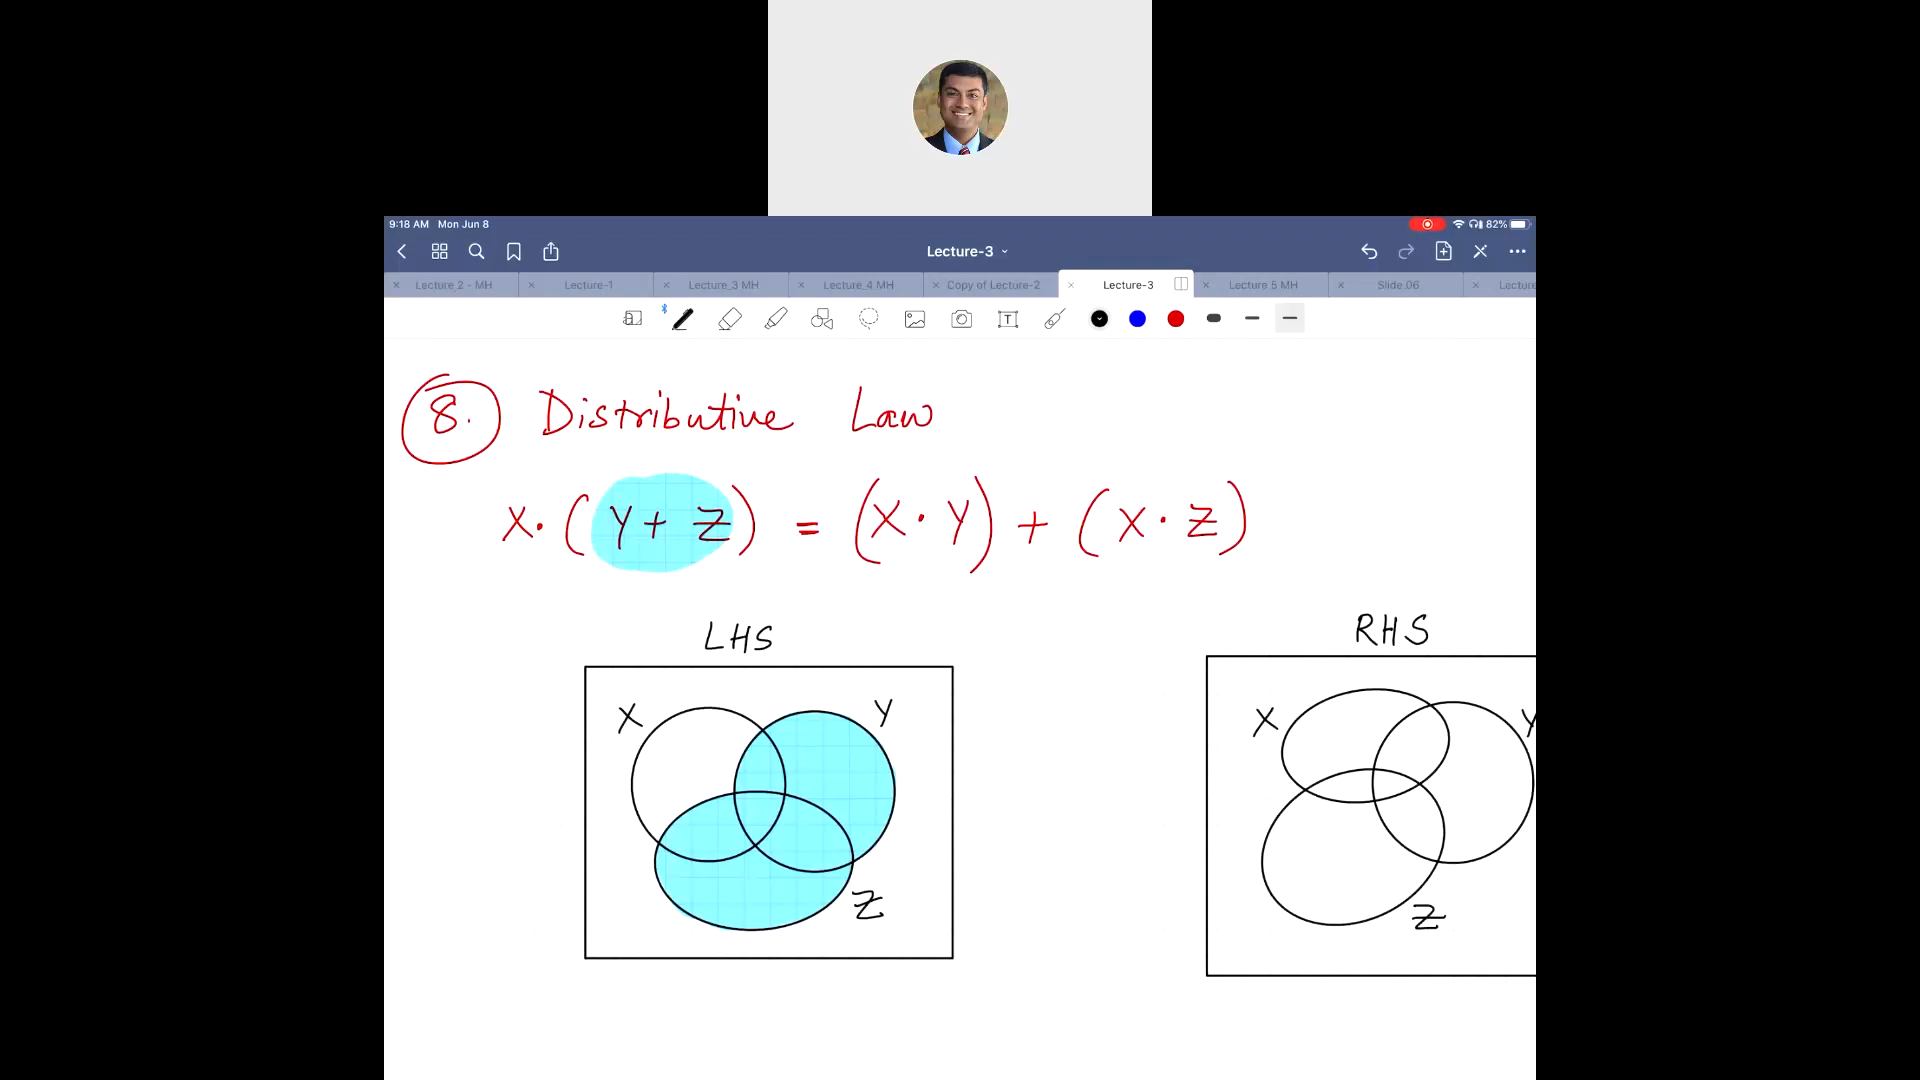 9:18 AM Mon Jun 8
82%
Lecture-3
Lecture_2 - MH
Lecture-1
Lecture_3 MH
Lecture_4 MH
Copy of Lecture-2
Lecture-3
Lecture 5 MH
Slide.06
Lecture
T
8. Distributive Law
X · (Y + Z) = (X · Y) + (X · Z)
LHS
RHS
X
Y
Z
X
Y
Z